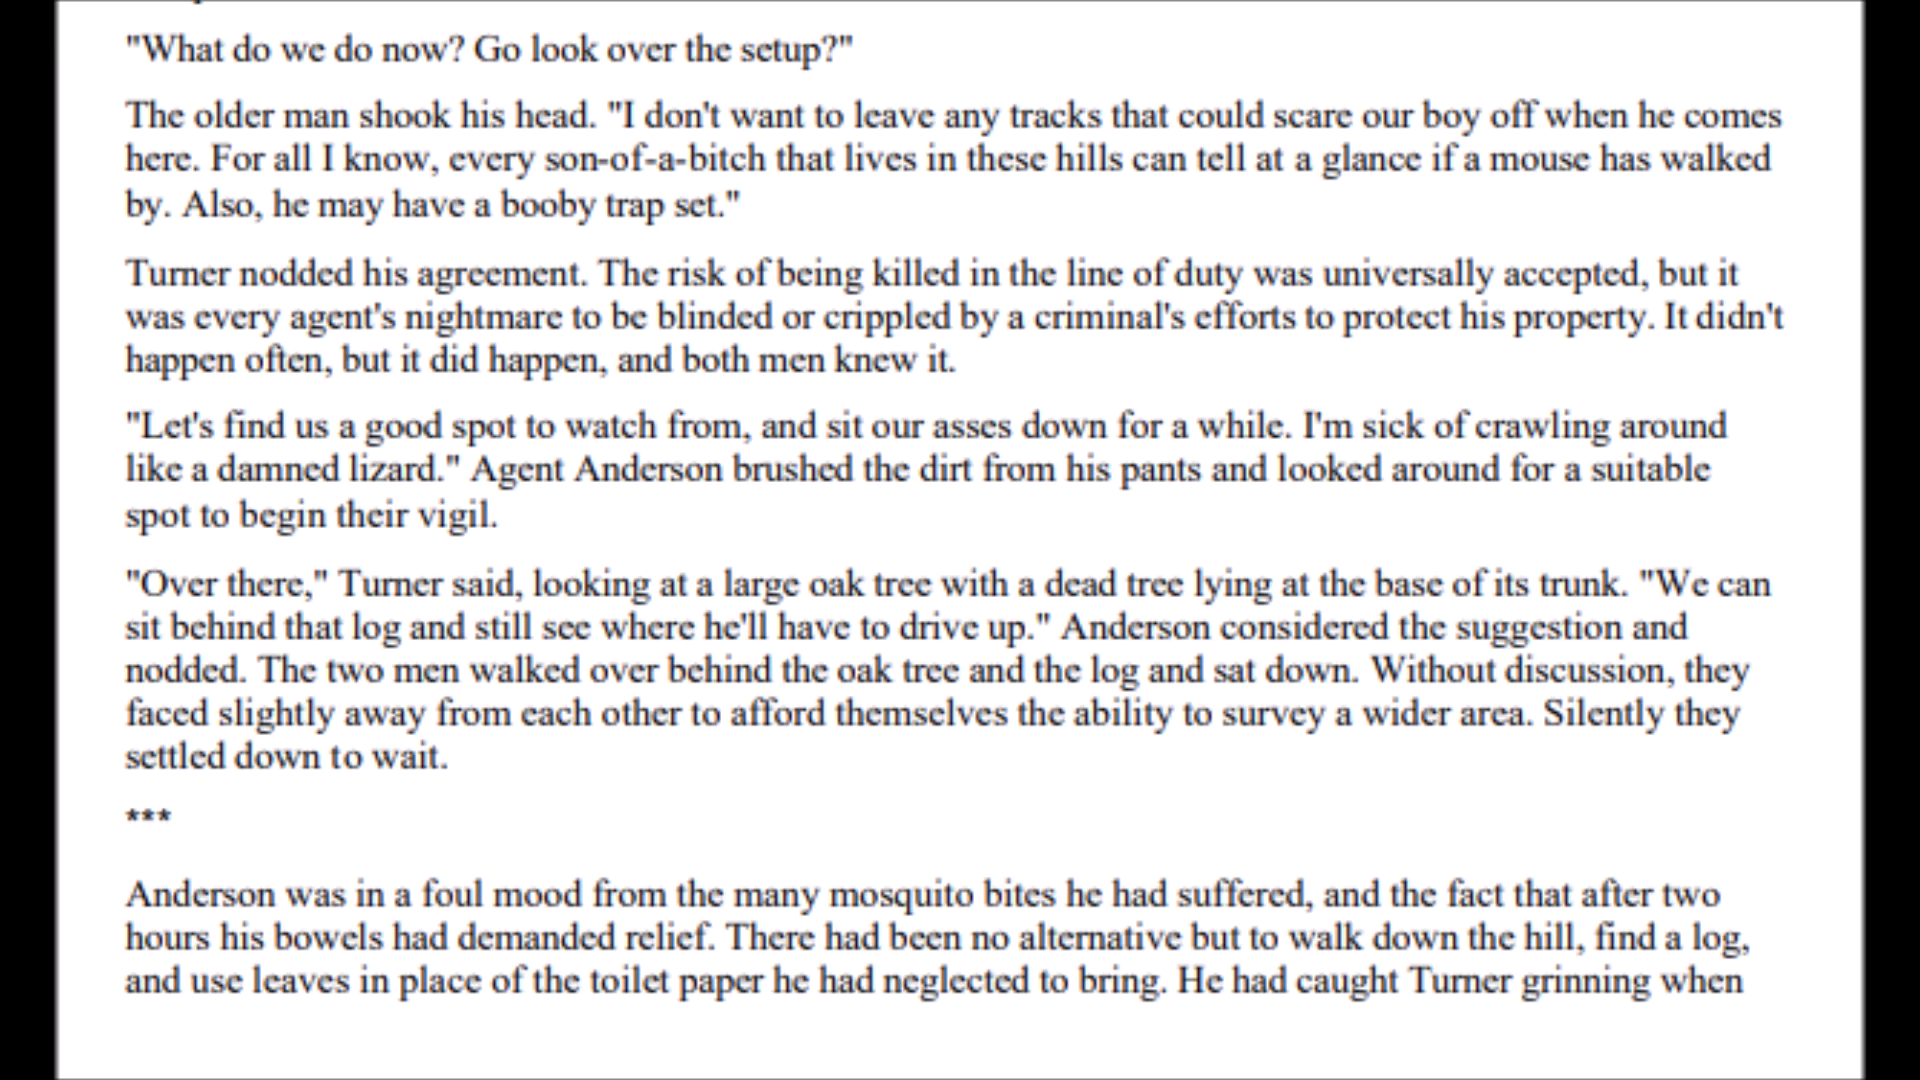 "What do we do now? Go look over the setup?"
The older man shook his head. "I don't want to leave any tracks that could scare our boy off when he comes
here. For all I know, every son-of-a-bitch that lives in these hills can tell at a glance if a mouse has walked
by. Also, he may have a booby trap set."
Turner nodded his agreement. The risk of being killed in the line of duty was universally accepted, but it
was every agent's nightmare to be blinded or crippled by a criminal's efforts to protect his property. It didn't
happen often, but it did happen, and both men knew it.
"Let's find us a good spot to watch from, and sit our asses down for a while. I'm sick of crawling around
like a damned lizard." Agent Anderson brushed the dirt from his pants and looked around for a suitable
spot to begin their vigil.
"Over there," Turner said, looking at a large oak tree with a dead tree lying at the base of its trunk. "We can
sit behind that log and still see where he'll have to drive up." Anderson considered the suggestion and
nodded. The two men walked over behind the oak tree and the log and sat down. Without discussion, they
faced slightly away from each other to afford themselves the ability to survey a wider area. Silently they
settled down to wait.
***
Anderson was in a foul mood from the many mosquito bites he had suffered, and the fact that after two
hours his bowels had demanded relief. There had been no alternative but to walk down the hill, find a log,
and use leaves in place of the toilet paper he had neglected to bring. He had caught Turner grinning when